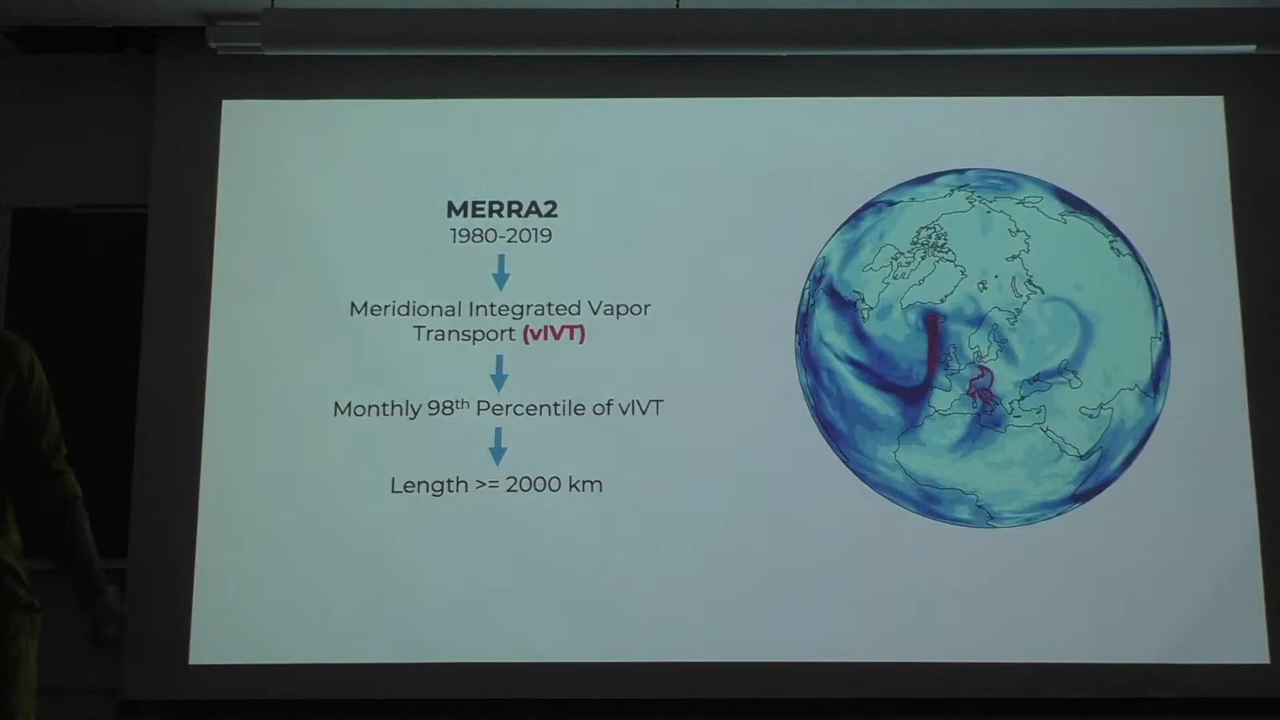 MERRA2
1980-2019
Meridional Integrated Vapor
Transport (vIVT)
Monthly 98th Percentile of vIVT
Length >= 2000 km